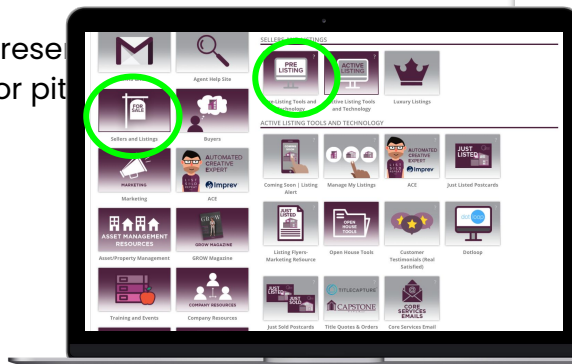 SELLERS AND LISTINGS
PRE
LISTING
ACTIVE
LISTING
Agent Help Site
Pre-Listing Tools and
Technology
Active Listing Tools
and Technology
Luxury Listings
FOR
SALE
Sellers and Listings
Buyers
ACTIVE LISTING TOOLS AND TECHNOLOGY
MARKETING
AUTOMATED
CREATIVE
EXPERT
Imprev
AUTOMATED
CREATIVE
EXPERT
Imprev
JUST
LISTED
Marketing
ACE
Coming Soon | Listing
Alert
Manage My Listings
ACE
Just Listed Postcards
ASSET MANAGEMENT
RESOURCES
GROW
JUST
LISTED
OPEN
HOUSE
TOOLS
dotloop
Asset/Property Management
GROW Magazine
GROW MAGAZINE
Listing Flyers-
Marketing ReSource
Open House Tools
Customer
Testimonials (Real
Satisfied)
Dotloop
COMPANY RESOURCES
JUST
LISTED
JUST
SOLD
TITLECAPTURE
CAPSTONE
CORE
SERVICES
EMAILS
Training and Events
Company Resources
Just Sold Postcards
Title Quotes & Orders
Core Services Email